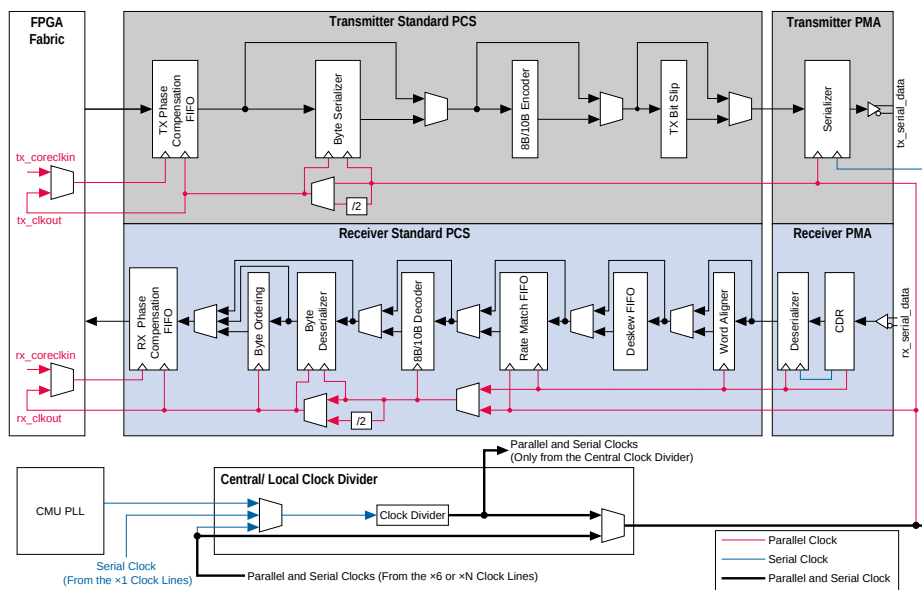 FPGA
Fabric
Transmitter Standard PCS
Transmitter PMA
TX Phase
Compensation
FIFO
Byte Serializer
8B/10B Encoder
TX Bit Slip
Serializer
tx_serial_data
tx_coreclkin
tx_clkout
/2
Receiver Standard PCS
Receiver PMA
RX Phase
Compensation
FIFO
Byte Ordering
Byte
Deserializer
8B/10B Decoder
Rate Match FIFO
Deskew FIFO
Word Aligner
Deserializer
CDR
rx_serial_data
rx_coreclkin
rx_clkout
/2
Parallel and Serial Clocks
(Only from the Central Clock Divider)
Central/ Local Clock Divider
CMU PLL
Clock Divider
Serial Clock
(From the ×1 Clock Lines)
Parallel and Serial Clocks (From the ×6 or ×N Clock Lines)
Parallel Clock
Serial Clock
Parallel and Serial Clock